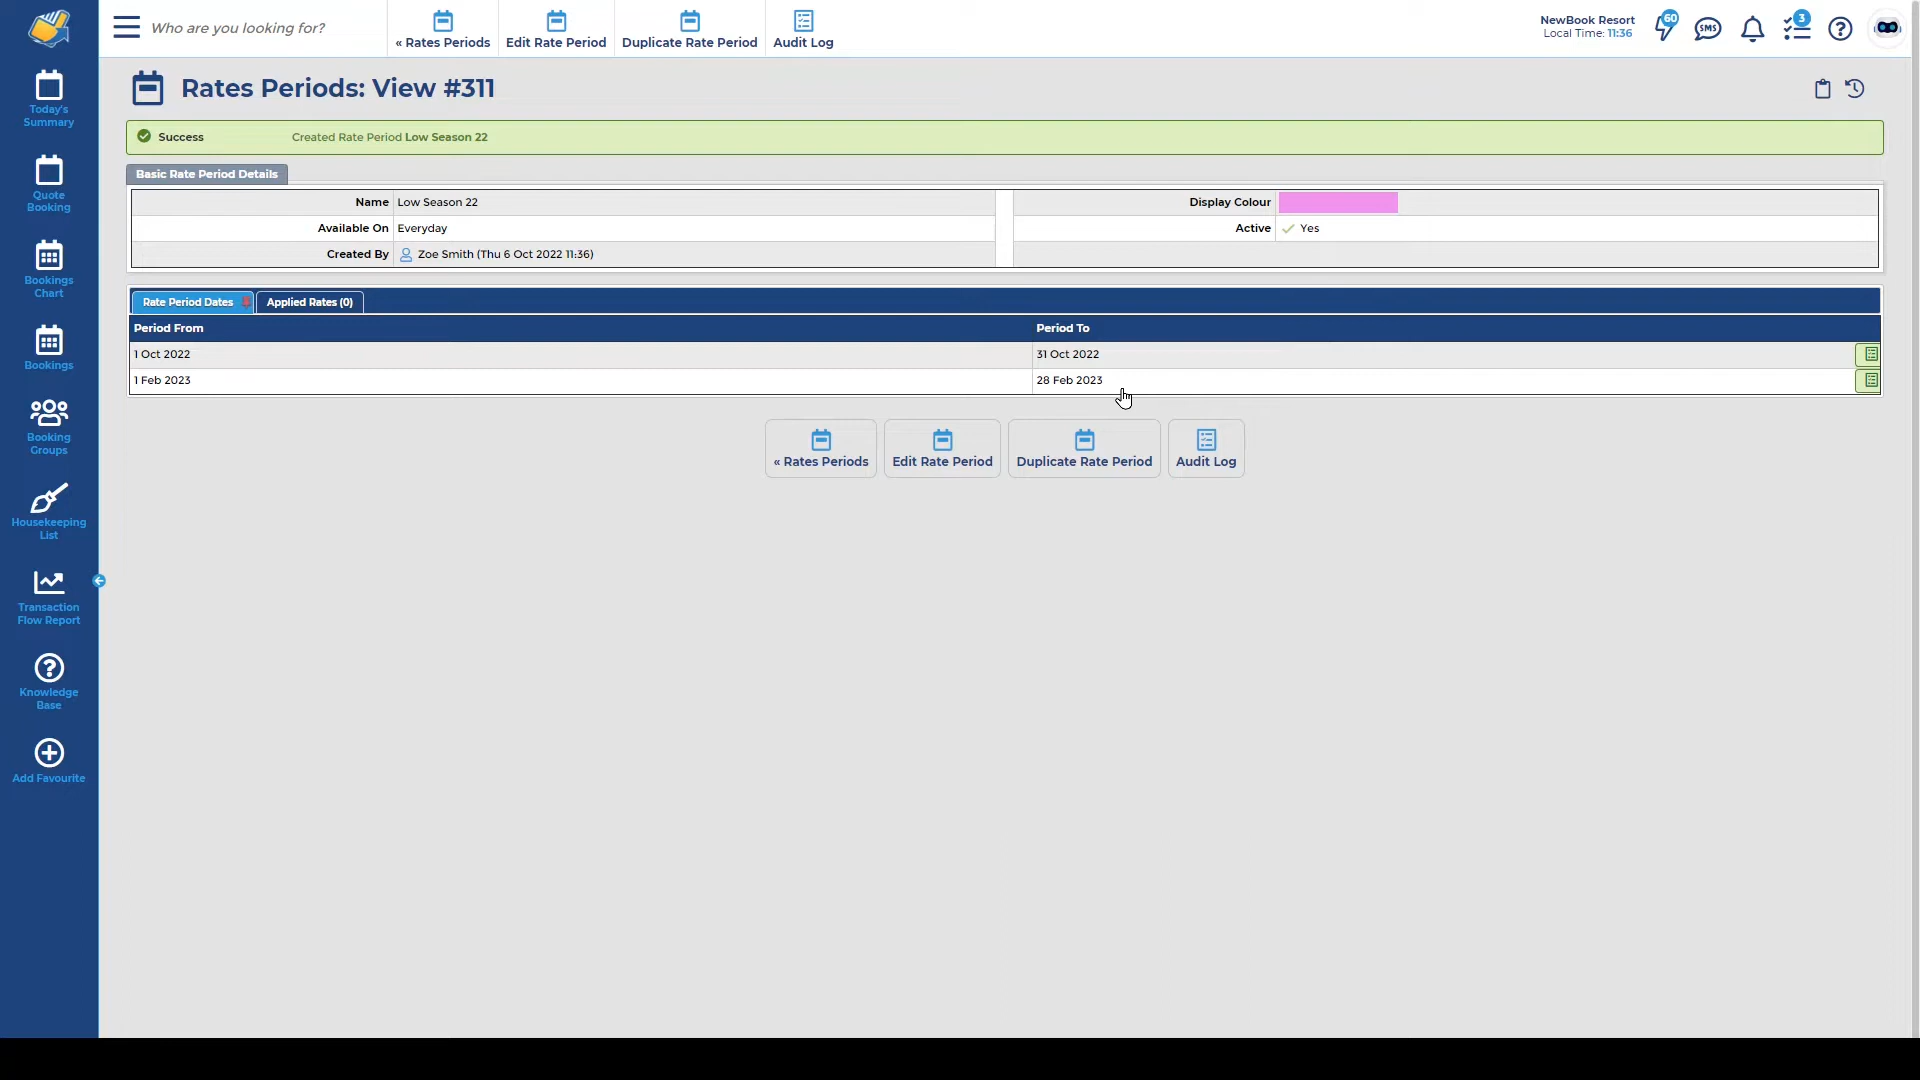 Who are you looking for?
« Rates Periods
Edit Rate Period
Duplicate Rate Period
Audit Log
NewBook Resort
Local Time: 11:36
60
SMS
3
Today's
Summary
Quote
Booking
Bookings
Chart
Bookings
Booking
Groups
Housekeeping
List
Transaction
Flow Report
Knowledge
Base
Add Favourite
Rates Periods: View #311
Success Created Rate Period Low Season 22
Basic Rate Period Details
Name Low Season 22 Display Colour
Available On Everyday Active Yes
Created By Zoe Smith (Thu 6 Oct 2022 11:36)
Rate Period Dates Applied Rates (0)
Period From Period To
1 Oct 2022 31 Oct 2022
1 Feb 2023 28 Feb 2023
« Rates Periods
Edit Rate Period
Duplicate Rate Period
Audit Log